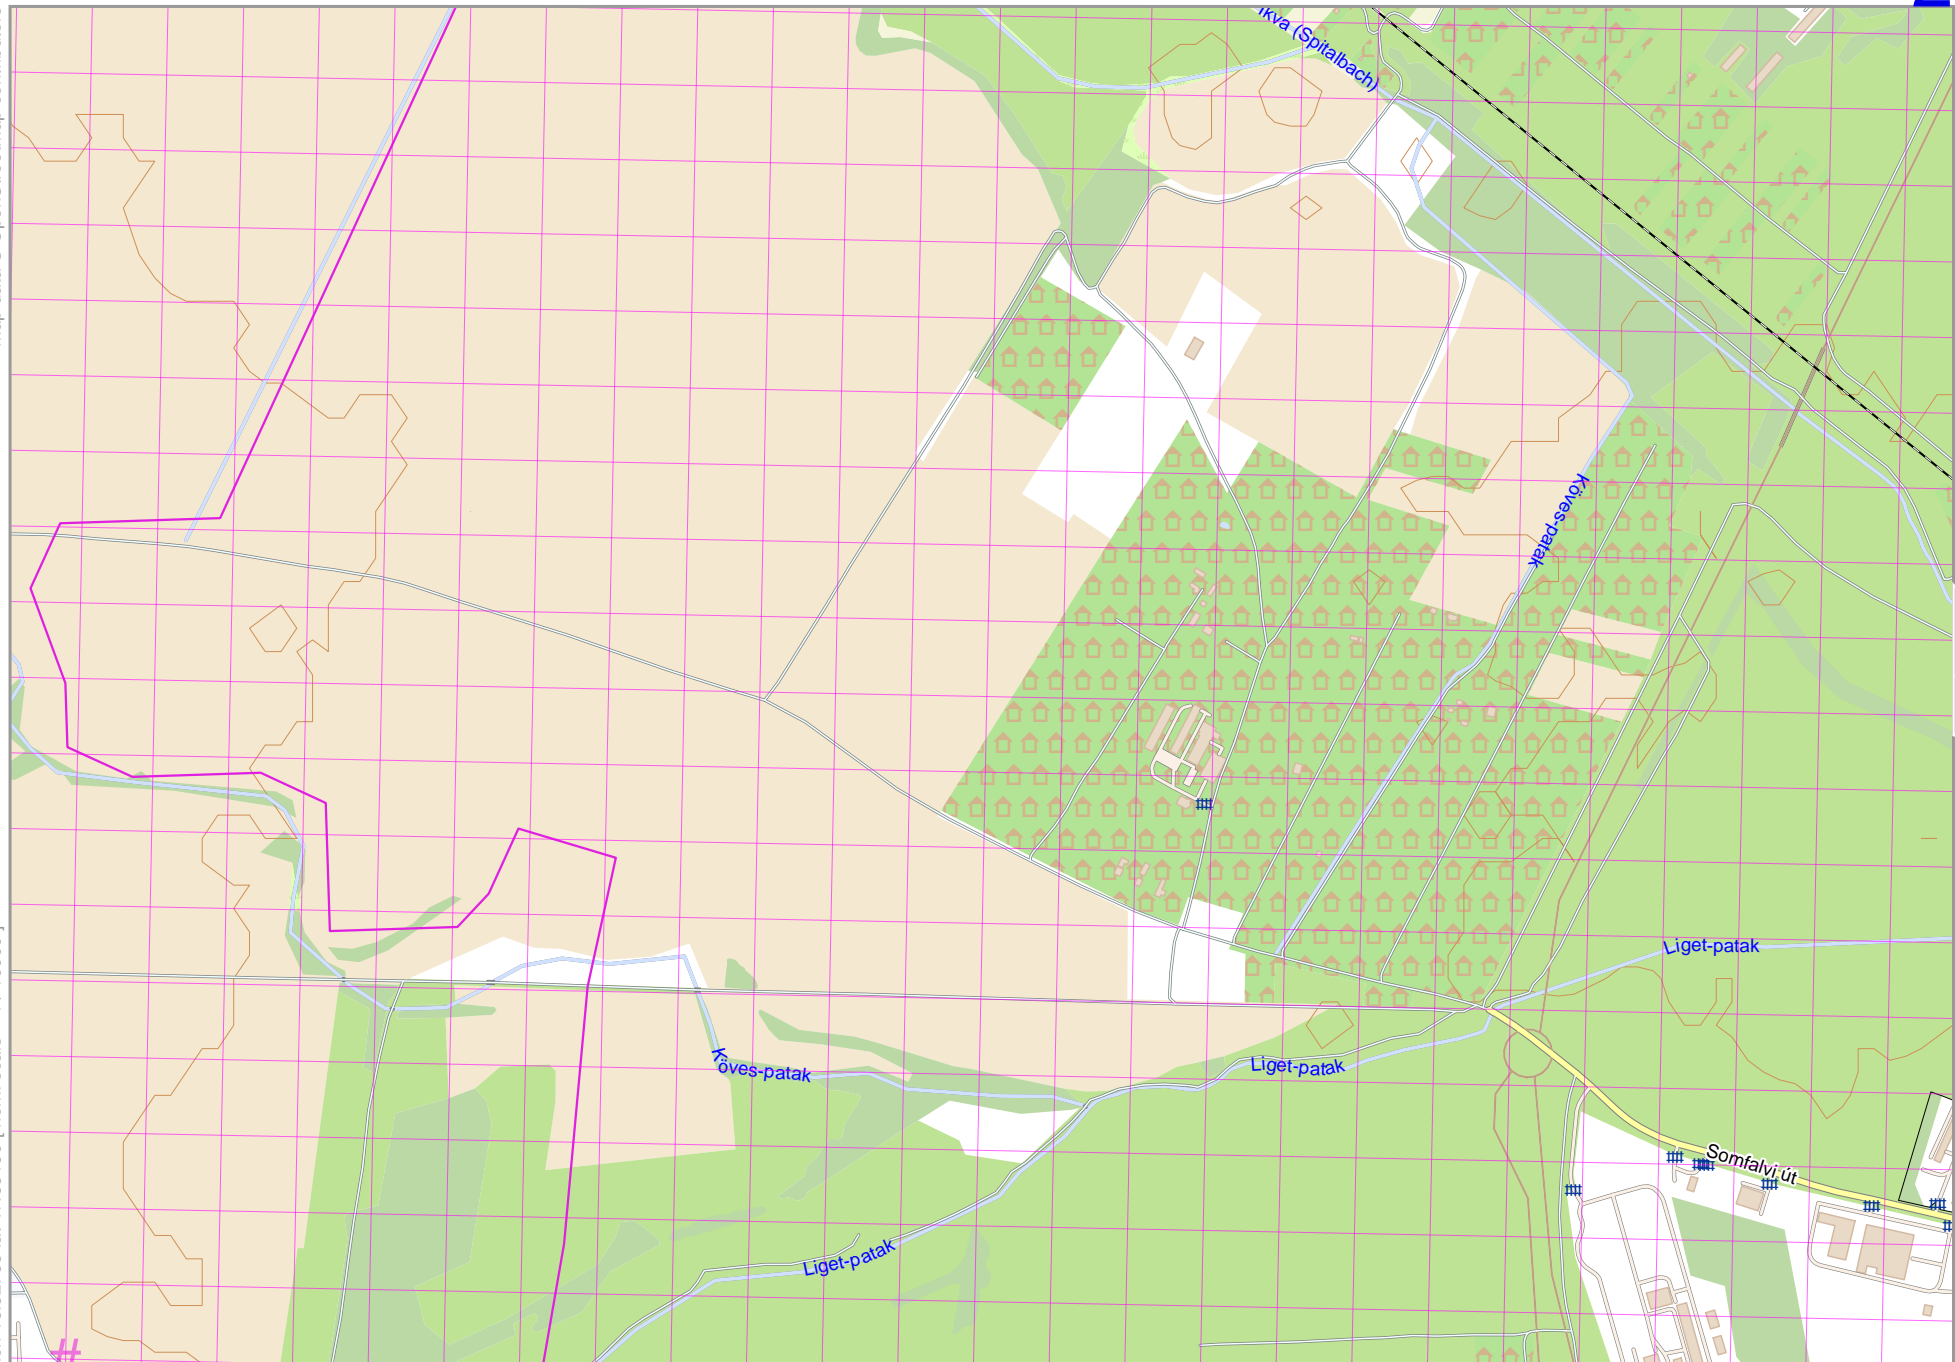 Ikva (Spitalbach)
Köves-patak
Liget-patak
Liget-patak
Köves-patak
Somfalvi út
Liget-patak